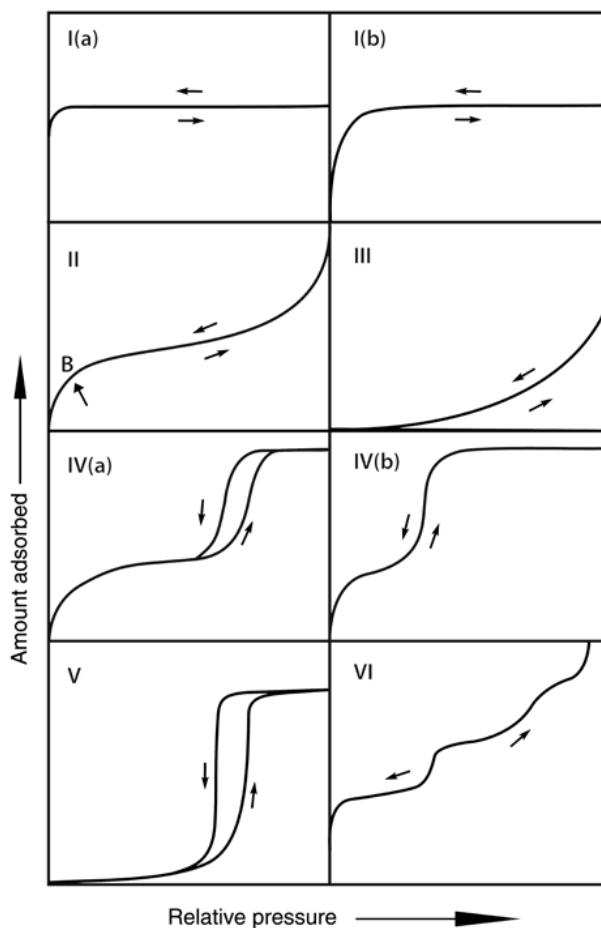 I(a)
I(b)
II
III
B
IV(a)
IV(b)
V
VI
Amount adsorbed
Relative pressure